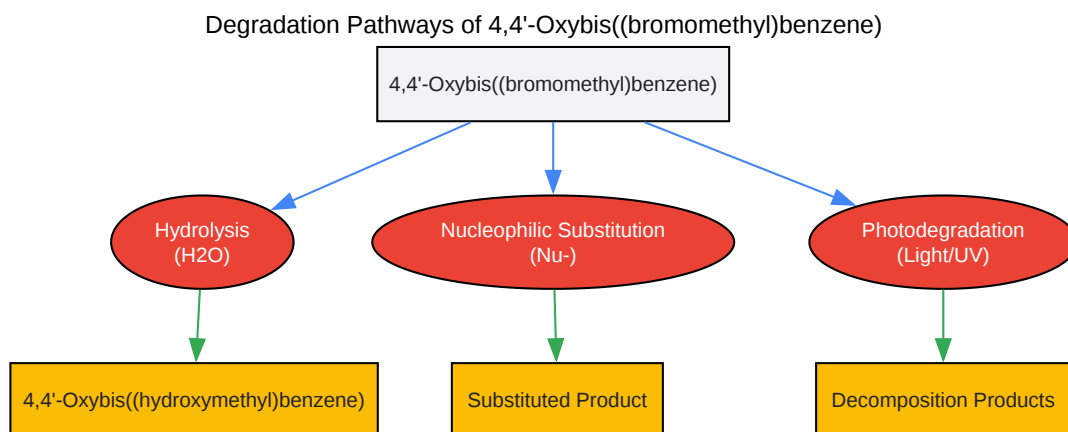 Degradation Pathways of 4,4'-Oxybis((bromomethyl)benzene)
4,4'-Oxybis((bromomethyl)benzene)
Hydrolysis
(H2O)
Nucleophilic Substitution
(Nu-)
Photodegradation
(Light/UV)
4,4'-Oxybis((hydroxymethyl)benzene)
Substituted Product
Decomposition Products